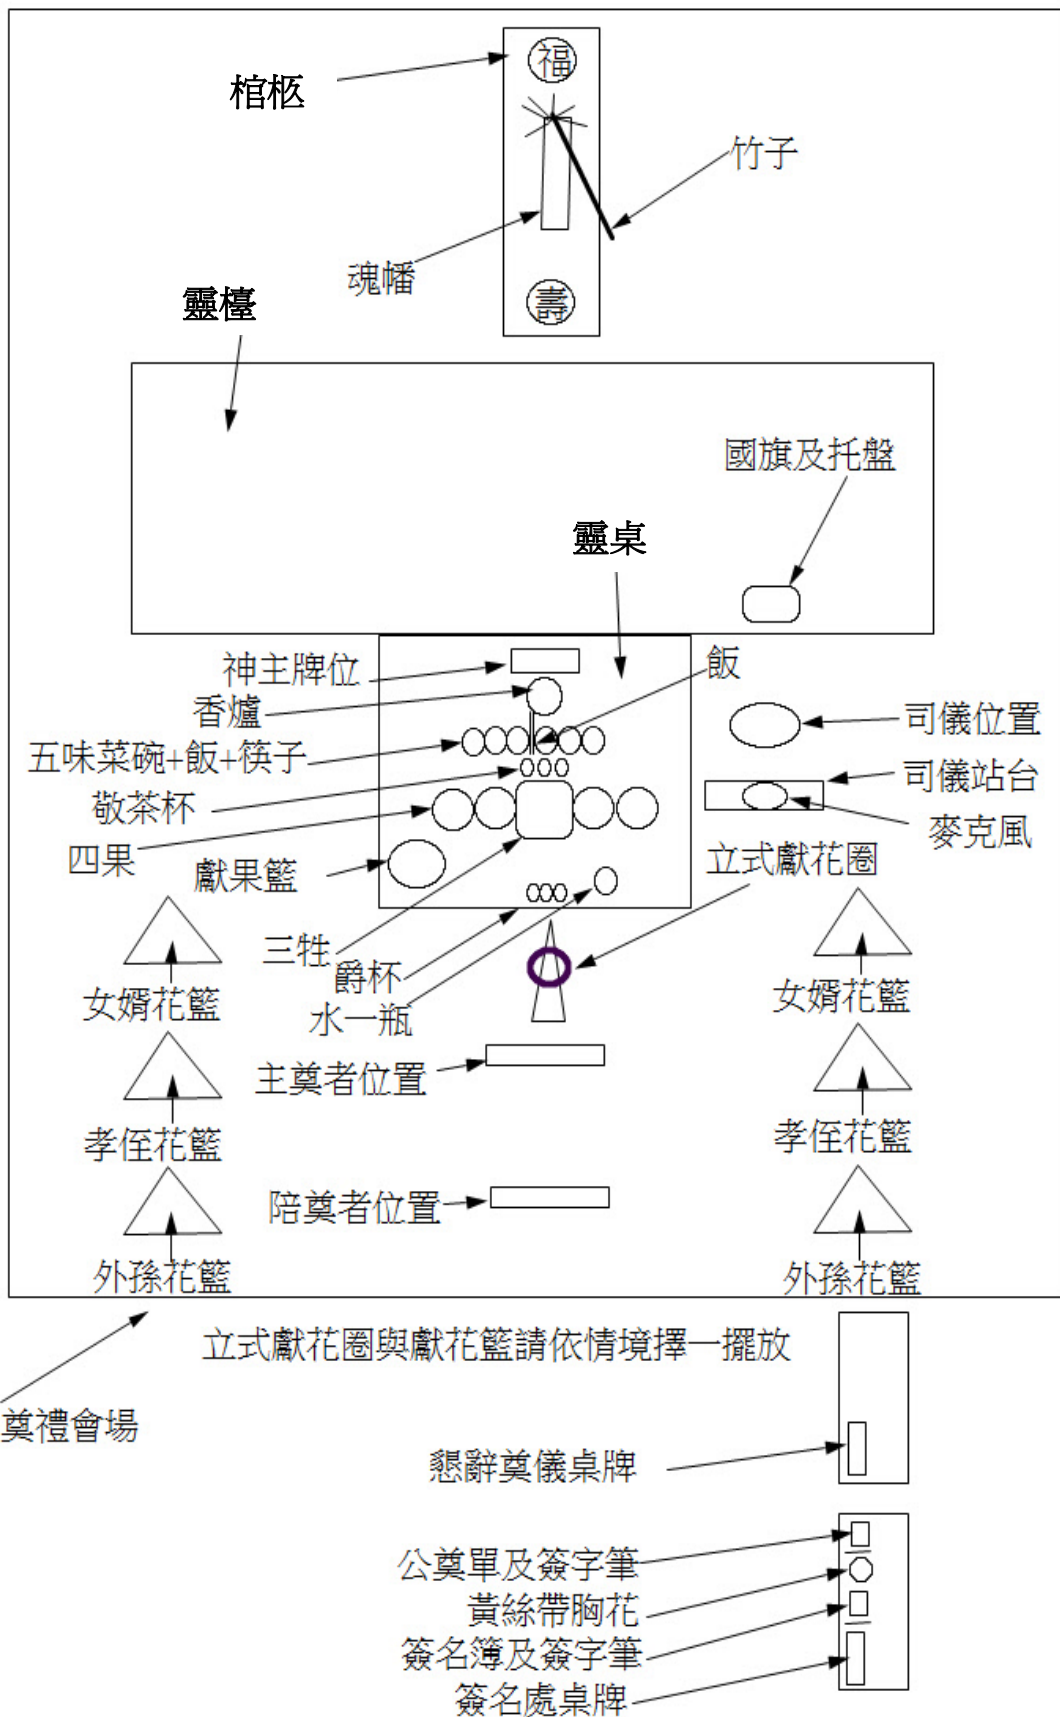 福
棺柩
竹子
魂幡
壽
靈檯
國旗及托盤
靈桌
神主牌位
飯
香爐
司儀位置
五味菜碗+飯+筷子
司儀站台
敬茶杯
麥克風
四果
獻果籃
立式獻花圈
三牲
爵杯
水一瓶
女婿花籃
女婿花籃
主奠者位置
孝侄花籃
孝侄花籃
陪奠者位置
外孫花籃
外孫花籃
立式獻花圈與獻花籃請依情境擇一擺放
奠禮會場
懇辭奠儀桌牌
公奠單及簽字筆
黃絲帶胸花
簽名簿及簽字筆
簽名處桌牌